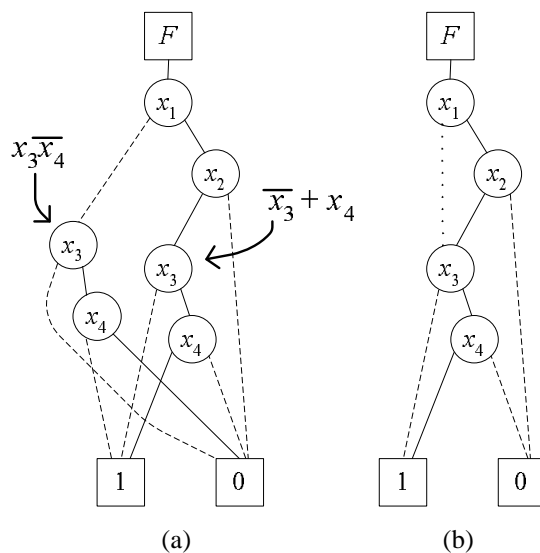 F
x₁
x₂
x₃
x₄
x₃
x₄
x₃x̅₄̅
x̅₃̅ + x₄
1
0
(a)
F
x₁
x₂
x₃
x₄
1
0
(b)